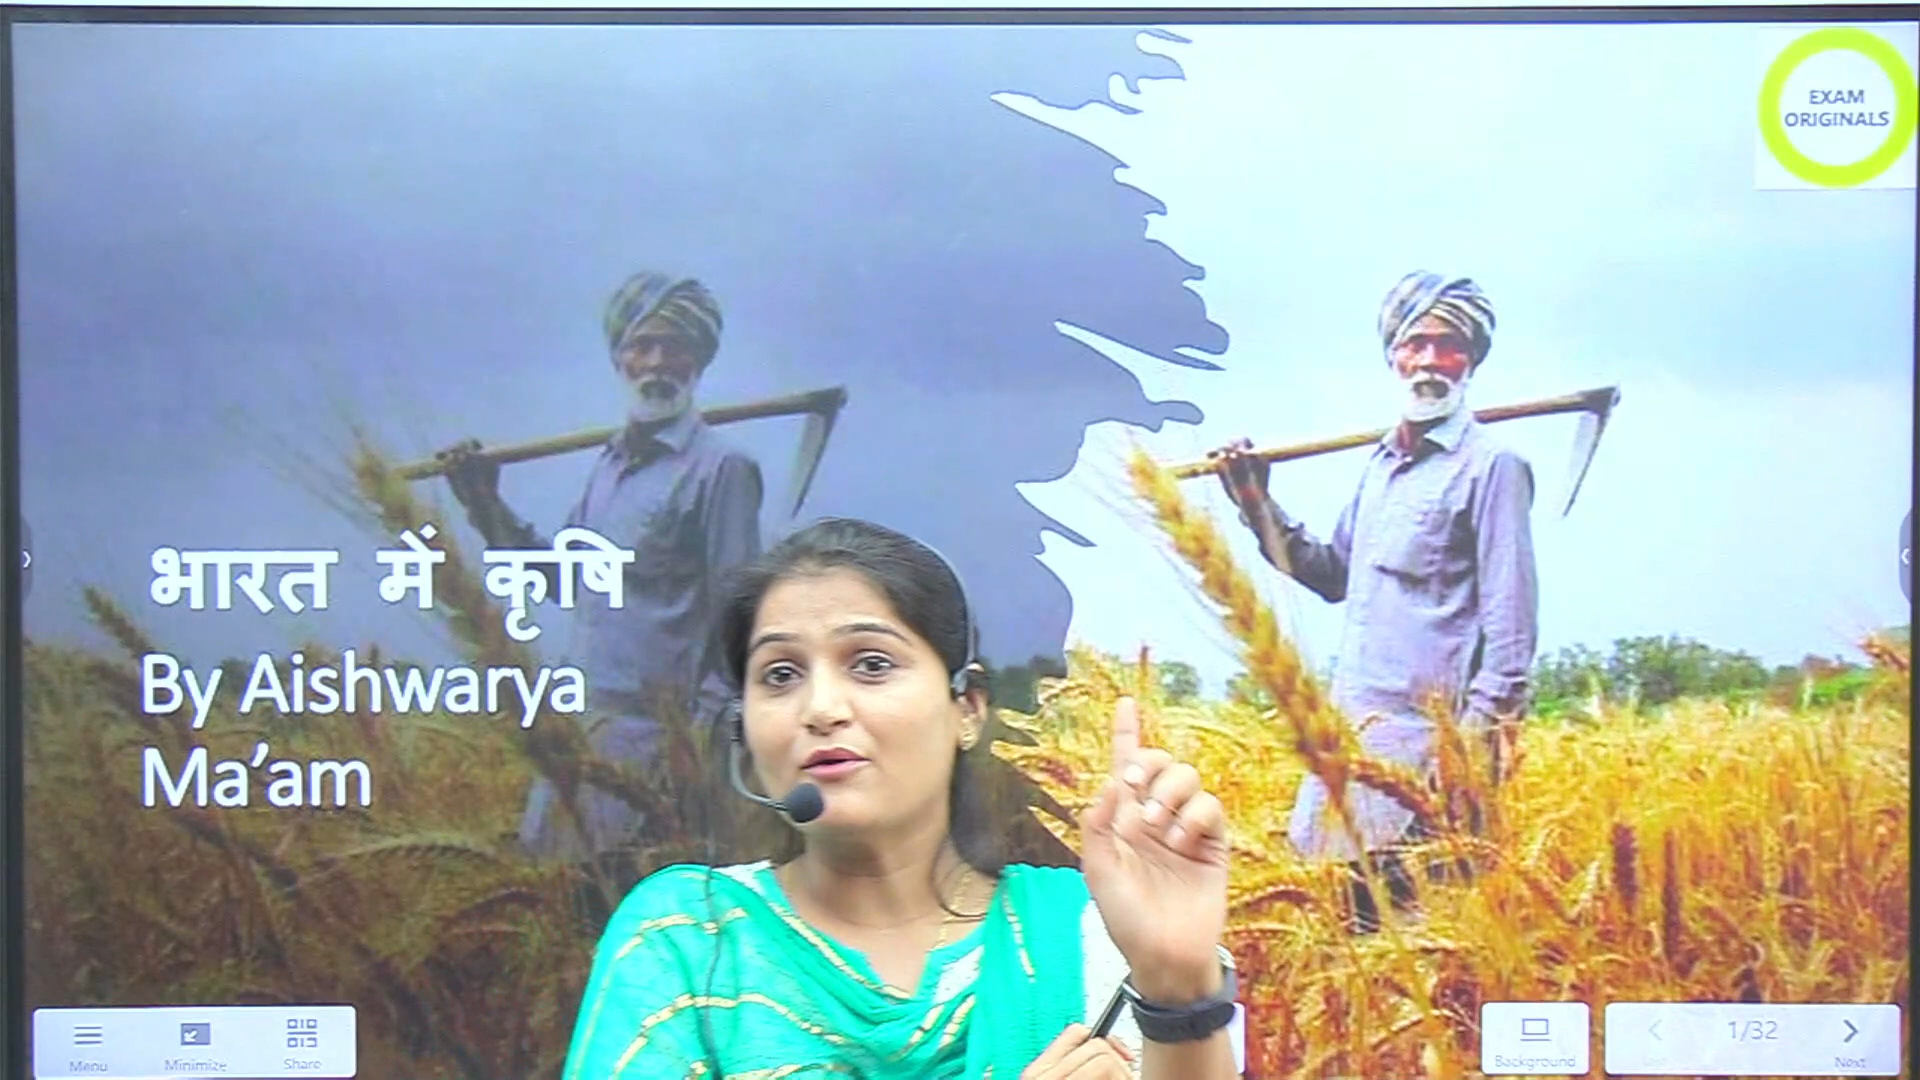 EXAM
ORIGINALS
भारत में कृषि
By Aishwarya
Ma’am
Menu
Minimize
Share
Background
1/32
Next